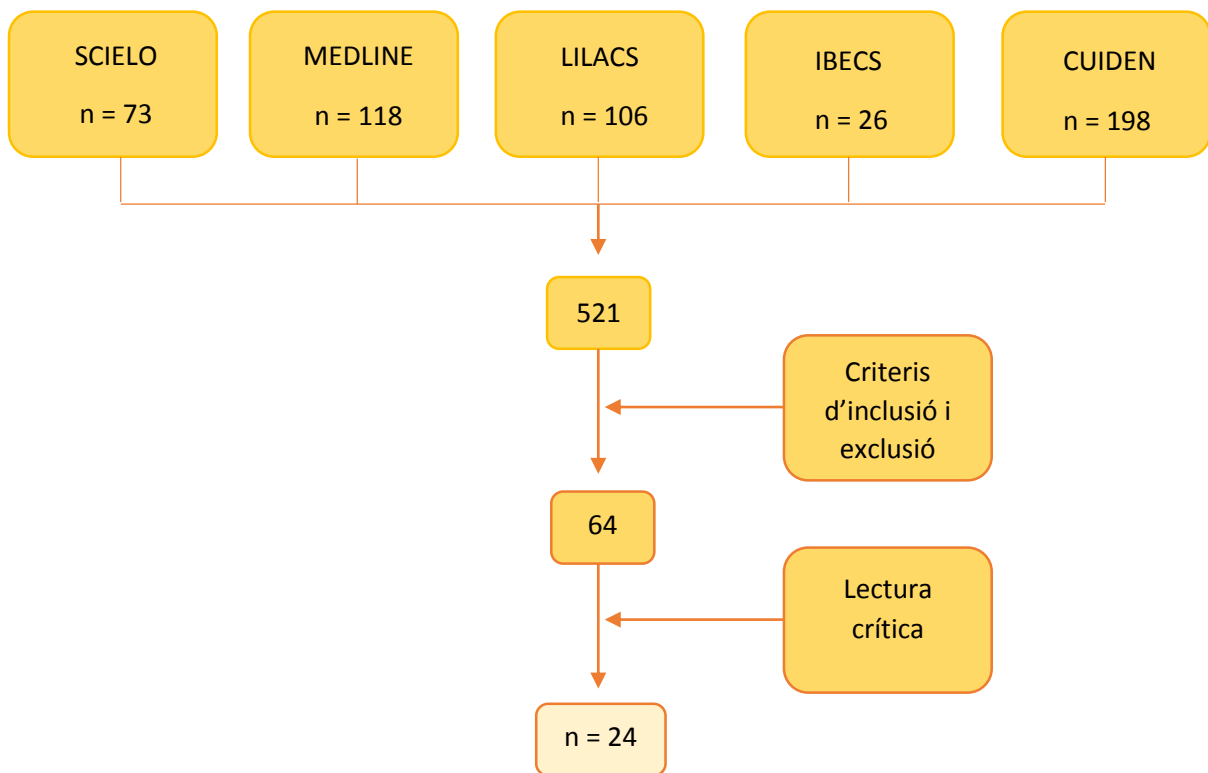 SCIELO
n = 73
MEDLINE
n = 118
LILACS
n = 106
IBECS
n = 26
CUIDEN
n = 198
521
Criteris
d’inclusió i
exclusió
64
Lectura
crítica
n = 24